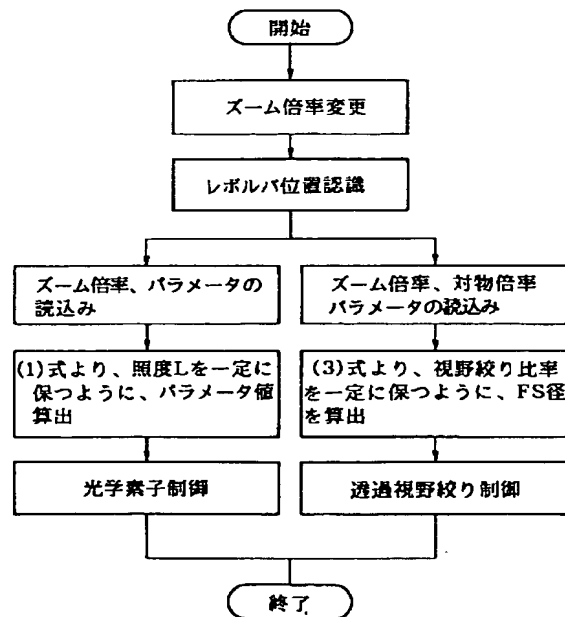 開始
ズーム倍率変更
レボルバ位置認識
ズーム倍率、パラメータの
読込み
(1)式より、照度Lを一定に
保つように、パラメータ値
算出
光学素子制御
ズーム倍率、対物倍率
パラメータの読込み
(3)式より、視野絞り比率
を一定に保つように、FS径
を算出
透過視野絞り制御
終了